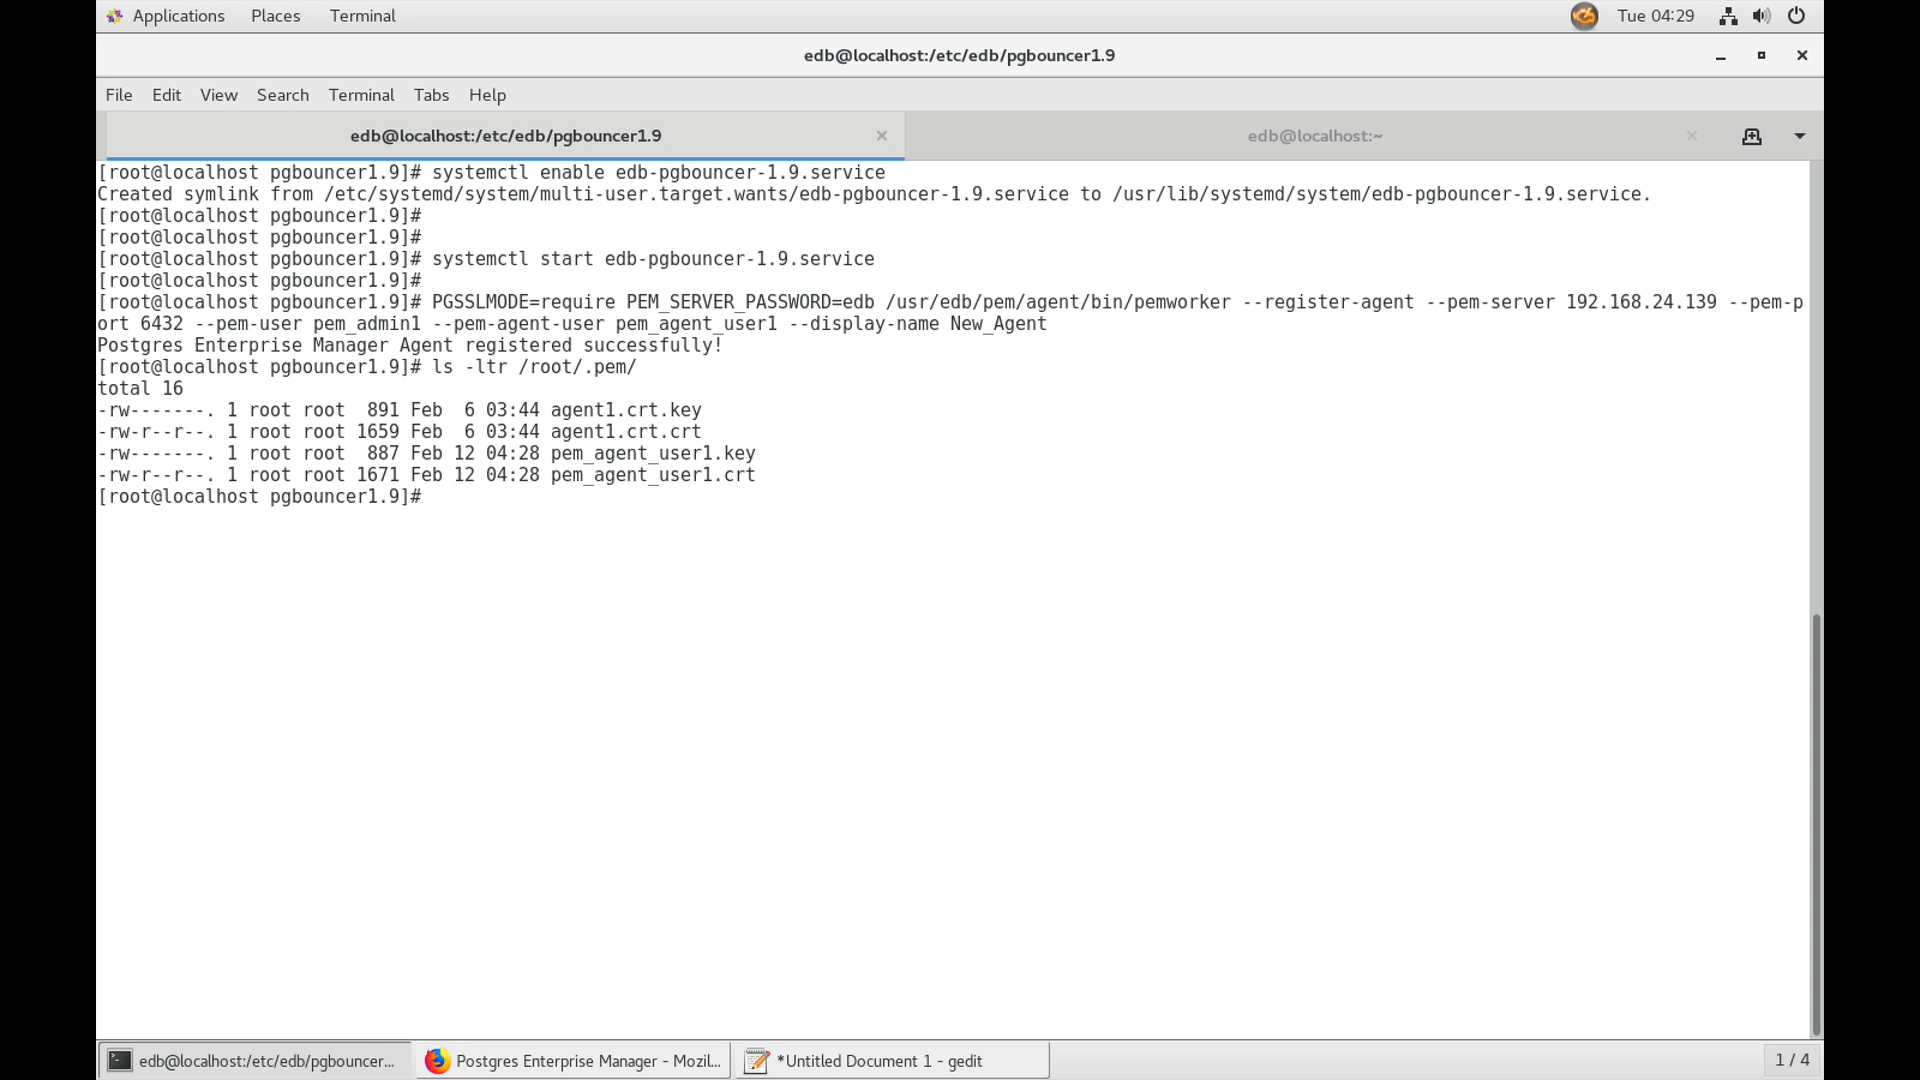 Applications Places Terminal Tue 04:29
edb@localhost:/etc/edb/pgbouncer1.9
File Edit View Search Terminal Tabs Help
edb@localhost:/etc/edb/pgbouncer1.9 edb@localhost:~
[root@localhost pgbouncer1.9]# systemctl enable edb-pgbouncer-1.9.service
Created symlink from /etc/systemd/system/multi-user.target.wants/edb-pgbouncer-1.9.service to /usr/lib/systemd/system/edb-pgbouncer-1.9.service.
[root@localhost pgbouncer1.9]#
[root@localhost pgbouncer1.9]#
[root@localhost pgbouncer1.9]# systemctl start edb-pgbouncer-1.9.service
[root@localhost pgbouncer1.9]#
[root@localhost pgbouncer1.9]# PGSSLMODE=require PEM_SERVER_PASSWORD=edb /usr/edb/pem/agent/bin/pemworker --register-agent --pem-server 192.168.24.139 --pem-p
ort 6432 --pem-user pem_admin1 --pem-agent-user pem_agent_user1 --display-name New_Agent
Postgres Enterprise Manager Agent registered successfully!
[root@localhost pgbouncer1.9]# ls -ltr /root/.pem/
total 16
-rw-------. 1 root root  891 Feb  6 03:44 agent1.crt.key
-rw-r--r--. 1 root root 1659 Feb  6 03:44 agent1.crt.crt
-rw-------. 1 root root  887 Feb 12 04:28 pem_agent_user1.key
-rw-r--r--. 1 root root 1671 Feb 12 04:28 pem_agent_user1.crt
[root@localhost pgbouncer1.9]#
edb@localhost:/etc/edb/pgbouncer... Postgres Enterprise Manager - Mozil... *Untitled Document 1 - gedit 1 / 4